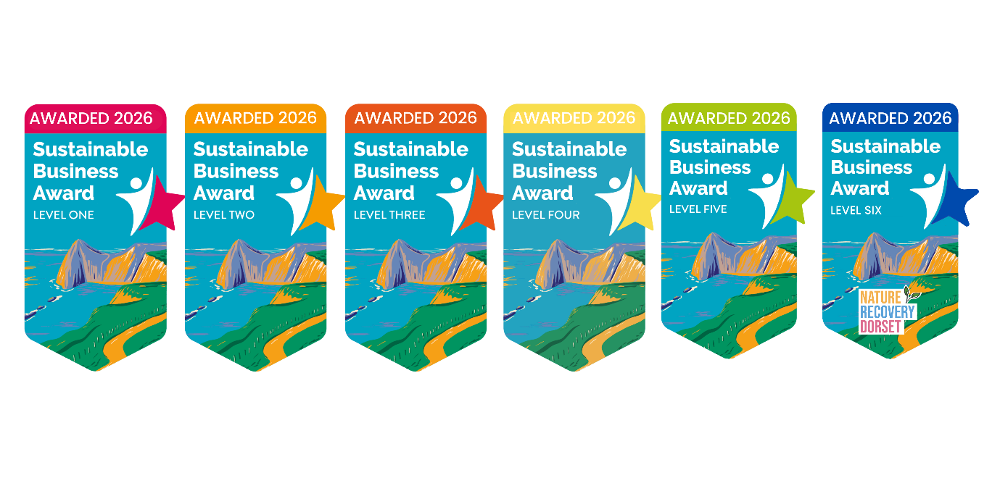 AWARDED 2026
Sustainable
Business
Award
LEVEL ONE
AWARDED 2026
Sustainable
Business
Award
LEVEL TWO
AWARDED 2026
Sustainable
Business
Award
LEVEL THREE
AWARDED 2026
Sustainable
Business
Award
LEVEL FOUR
AWARDED 2026
Sustainable
Business
Award
LEVEL FIVE
AWARDED 2026
Sustainable
Business
Award
LEVEL SIX
NATURE
RECOVERY
DORSET